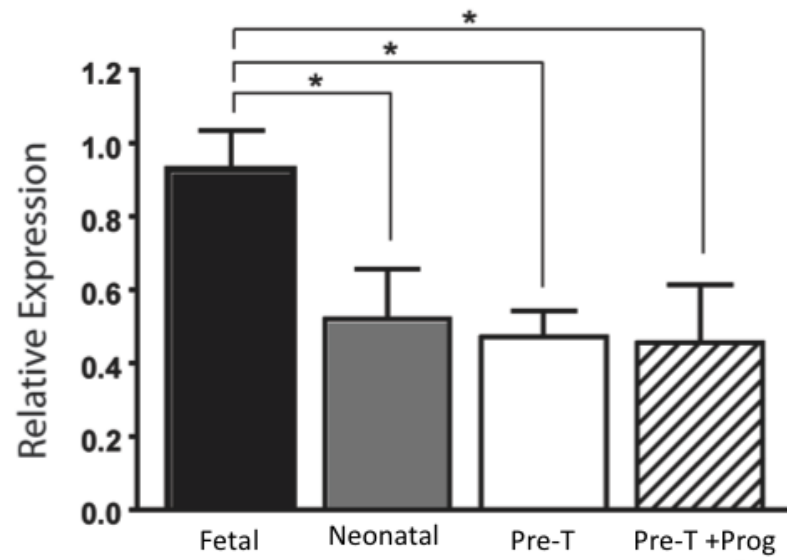 *
*
*
1.2
1.0
0.8
0.6
0.4
0.2
0.0
Relative Expression
Fetal
Neonatal
Pre-T
Pre-T +Prog